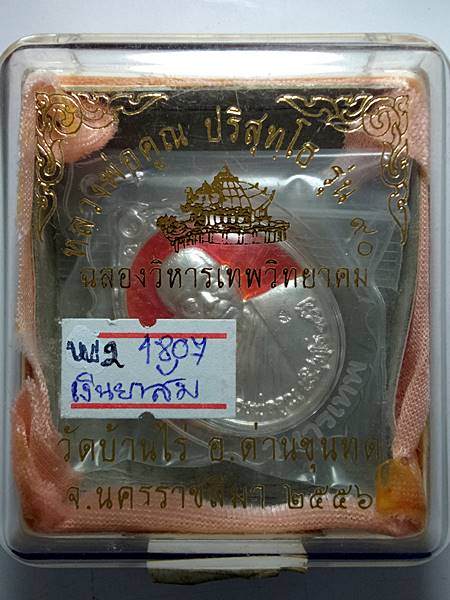 หลวงพ่อคูณ ปริสุทฺโธ รุ่น ๙๐
ฉลองวิหารเทพวิทยาคม
พ2 1807
เงินยาสม
วัดบ้านไร่ อ.ด่านขุนทด
จ.นครราชสีมา ๒๕๕๖